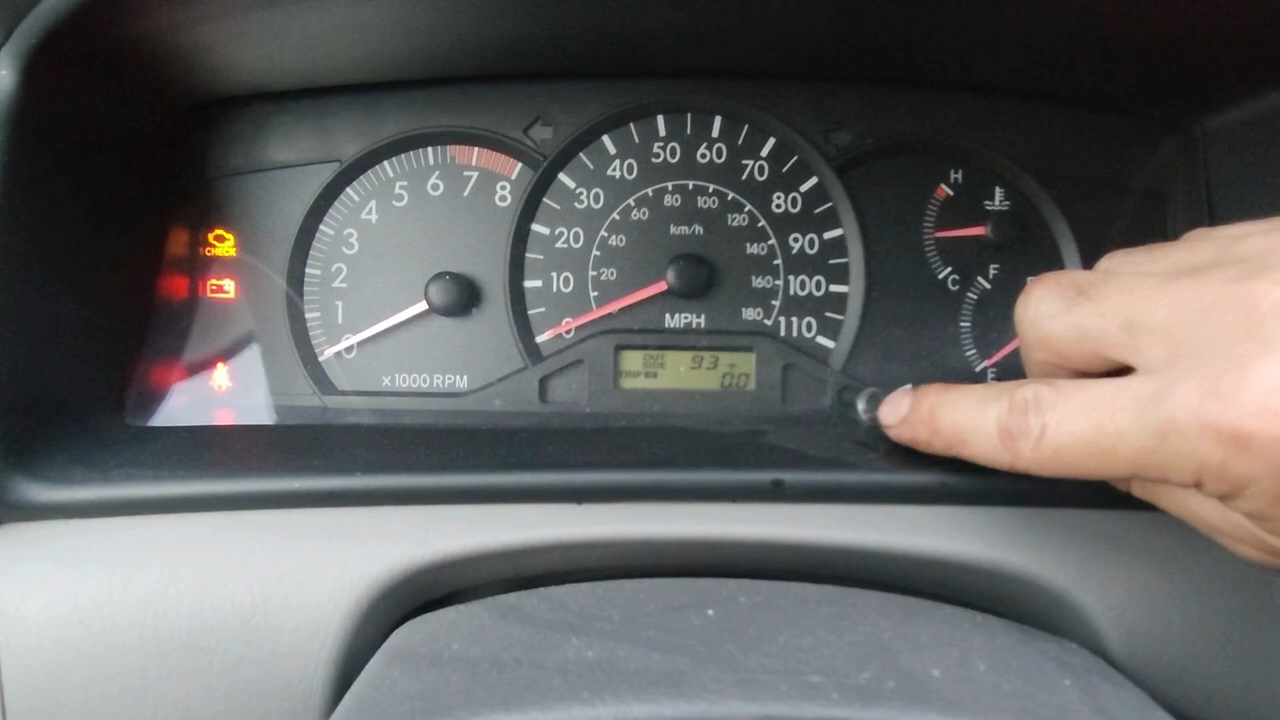 CHECK
0 1 2 3 4 5 6 7 8
×1000 RPM
0 10 20 30 40 50 60 70 80 90 100 110
20 40 60 80 100 120 140 160 180
km/h
MPH
OUT SIDE 93 °F
TRIP
0.0
H
C
F
E